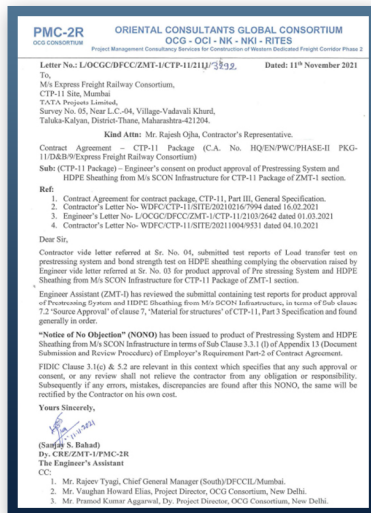 PMC-2R
OCG CONSORTIUM
ORIENTAL CONSULTANTS GLOBAL CONSORTIUM
OCG - OCI - NK - NKI - RITES
Project Management Consultancy Services for Construction of Western Dedicated Freight Corridor Phase 2
Letter No.: L/OCGC/DFCC/ZMT-1/CTP-11/2111/3892 Dated: 11th November 2021
To,
M/s Express Freight Railway Consortium,
CTP-11 Site, Mumbai
TATA Projects Limited,
Survey No. 05, Near L.C.-04, Village-Vadavali Khurd,
Taluka-Kalyan, District-Thane, Maharashtra-421204.
Kind Attn: Mr. Rajesh Ojha, Contractor's Representative.
Contract Agreement – CTP-11 Package (C.A. No. HQ/EN/PWC/PHASE-II PKG-
11/D&B/9/Express Freight Railway Consortium)
Sub: (CTP-11 Package) – Engineer's consent on product approval of Prestressing System and
HDPE Sheathing from M/s SCON Infrastructure for CTP-11 Package of ZMT-1 section.
Ref:
1. Contract Agreement for contract package, CTP-11, Part III, General Specification.
2. Contractor's Letter No- WDFC/CTP-11/SITE/20210216/7994 dated 16.02.2021
3. Engineer's Letter No- L/OCGC/DFCC/ZMT-1/CTP-11/2103/2642 dated 01.03.2021
4. Contractor's Letter No- WDFC/CTP-11/SITE/20211004/9531 dated 04.10.2021
Dear Sir,
Contractor vide letter referred at Sr. No. 04, submitted test reports of Load transfer test on
prestressing system and bond strength test on HDPE sheathing complying the observation raised by
Engineer vide letter referred at Sr. No. 03 for product approval of Pre stressing System and HDPE
Sheathing from M/s SCON Infrastructure for CTP-11 Package of ZMT-1 section.
Engineer Assistant (ZMT-I) has reviewed the submittal containing test reports for product approval
of Prestressing System and HDPE Sheathing from M/s SCON Infrastructure, in terms of Sub clause
7.2 'Source Approval' of clause 7, 'Material for structures' of CTP-11, Part 3 Specification and found
generally in order.
"Notice of No Objection" (NONO) has been issued to product of Prestressing System and HDPE
Sheathing from M/s SCON Infrastructure in terms of Sub Clause 3.3.1 (l) of Appendix 13 (Document
Submission and Review Procedure) of Employer's Requirement Part-2 of Contract Agreement.
FIDIC Clause 3.1(c) & 5.2 are relevant in this context which specifies that any such approval or
consent, or any review shall not relieve the contractor from any obligation or responsibility.
Subsequently if any errors, mistakes, discrepancies are found after this NONO, the same will be
rectified by the Contractor on his own cost.
Yours Sincerely,
11-11-2021
(Sanjay S. Bahad)
Dy. CRE/ZMT-1/PMC-2R
The Engineer's Assistant
CC:
1. Mr. Rajeev Tyagi, Chief General Manager (South)/DFCCIL/Mumbai.
2. Mr. Vaughan Howard Elias, Project Director, OCG Consortium, New Delhi.
3. Mr. Pramod Kumar Aggarwal, Dy. Project Director, OCG Consortium, New Delhi.